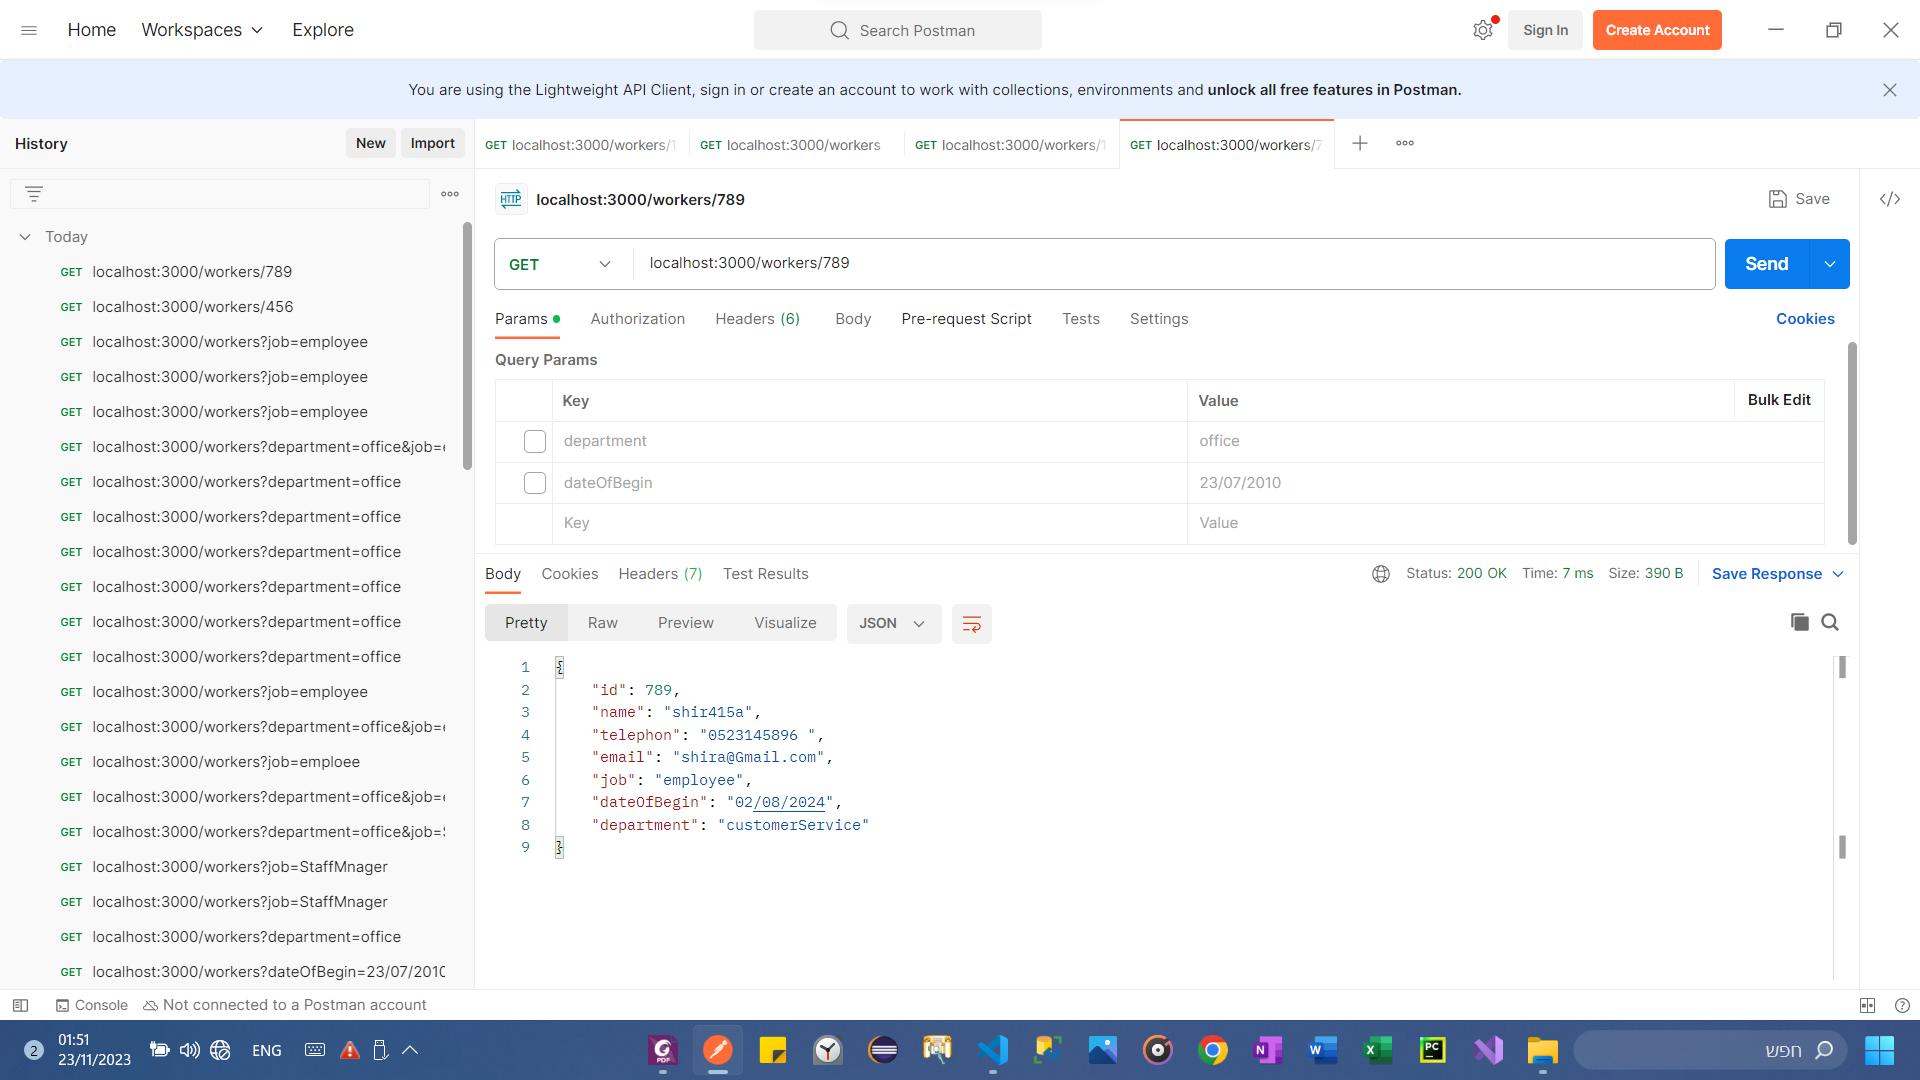 Home Workspaces Explore
Search Postman
Sign In Create Account
You are using the Lightweight API Client, sign in or create an account to work with collections, environments and unlock all free features in Postman.
History New Import
GET localhost:3000/workers/1 GET localhost:3000/workers GET localhost:3000/workers/1 GET localhost:3000/workers/7
HTTP localhost:3000/workers/789 Save
Today
GET localhost:3000/workers/789
GET localhost:3000/workers/456
GET localhost:3000/workers?job=employee
GET localhost:3000/workers?job=employee
GET localhost:3000/workers?job=employee
GET localhost:3000/workers?department=office&job=e
GET localhost:3000/workers?department=office
GET localhost:3000/workers?department=office
GET localhost:3000/workers?department=office
GET localhost:3000/workers?department=office
GET localhost:3000/workers?department=office
GET localhost:3000/workers?department=office
GET localhost:3000/workers?job=employee
GET localhost:3000/workers?department=office&job=e
GET localhost:3000/workers?job=emploee
GET localhost:3000/workers?department=office&job=e
GET localhost:3000/workers?department=office&job=S
GET localhost:3000/workers?job=StaffMnager
GET localhost:3000/workers?job=StaffMnager
GET localhost:3000/workers?department=office
GET localhost:3000/workers?dateOfBegin=23/07/2010
GET localhost:3000/workers/789 Send
Params Authorization Headers (6) Body Pre-request Script Tests Settings Cookies
Query Params
Key Value Bulk Edit
department office
dateOfBegin 23/07/2010
Key Value
Body Cookies Headers (7) Test Results Status: 200 OK Time: 7 ms Size: 390 B Save Response
Pretty Raw Preview Visualize JSON
1 {
2 "id": 789,
3 "name": "shir415a",
4 "telephon": "0523145896 ",
5 "email": "shira@Gmail.com",
6 "job": "employee",
7 "dateOfBegin": "02/08/2024",
8 "department": "customerService"
9 }
Console Not connected to a Postman account
2 01:51
23/11/2023
ENG
PDF
N W X PC
חפש